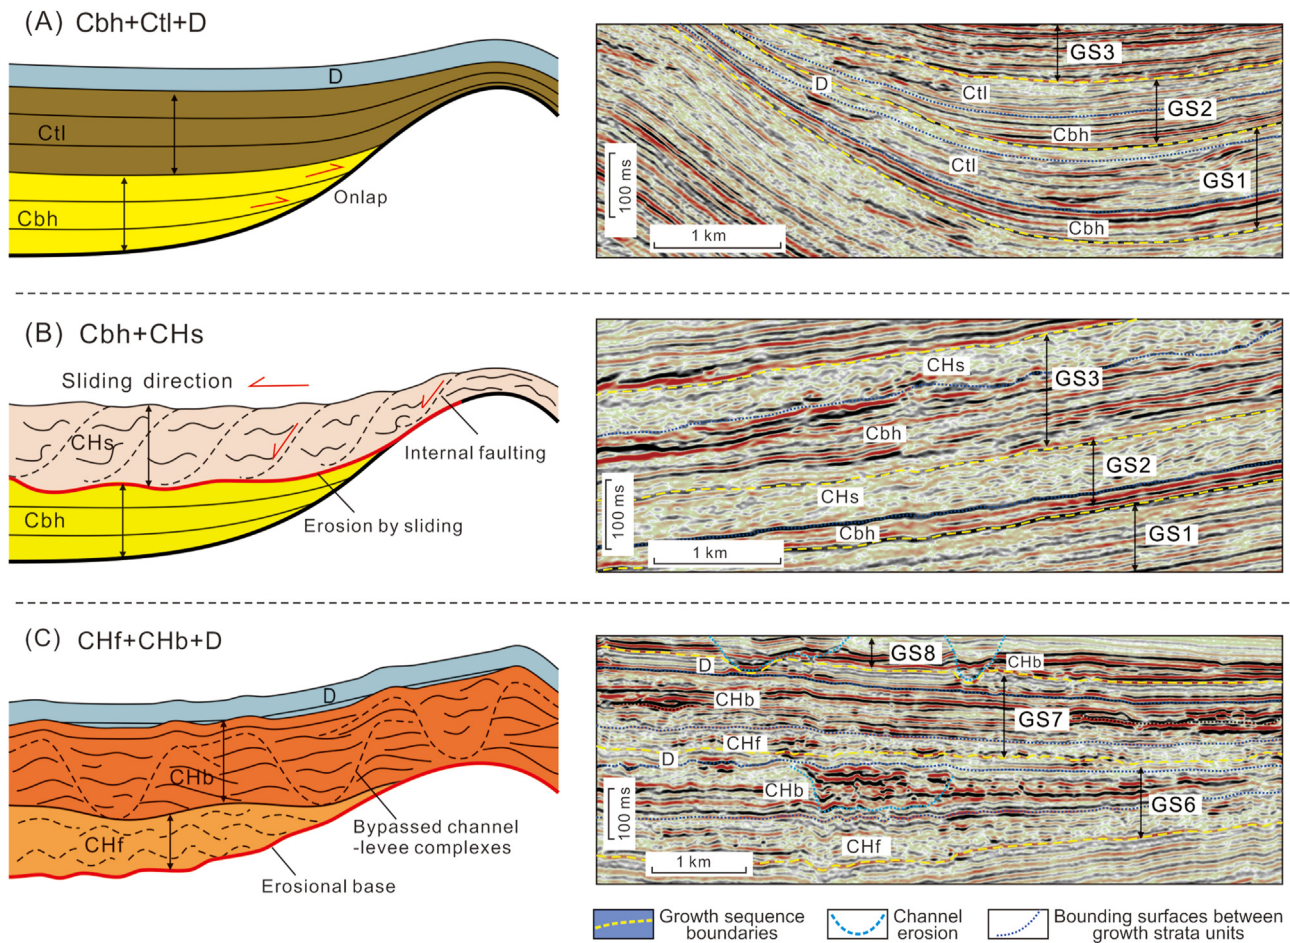 (A) Cbh+Ctl+D
D
Ctl
Cbh
Onlap
GS3
D
Ctl
GS2
Cbh
Ctl
GS1
Cbh
100 ms
1 km
(B) Cbh+CHs
Sliding direction
CHs
Internal faulting
Cbh
Erosion by sliding
CHs
GS3
Cbh
GS2
CHs
Cbh
GS1
100 ms
1 km
(C) CHf+CHb+D
D
CHb
CHf
Bypassed channel
-levee complexes
Erosional base
GS8
D
CHb
CHb
GS7
CHf
D
CHb
GS6
CHf
100 ms
1 km
Growth sequence
boundaries
Channel
erosion
Bounding surfaces between
growth strata units